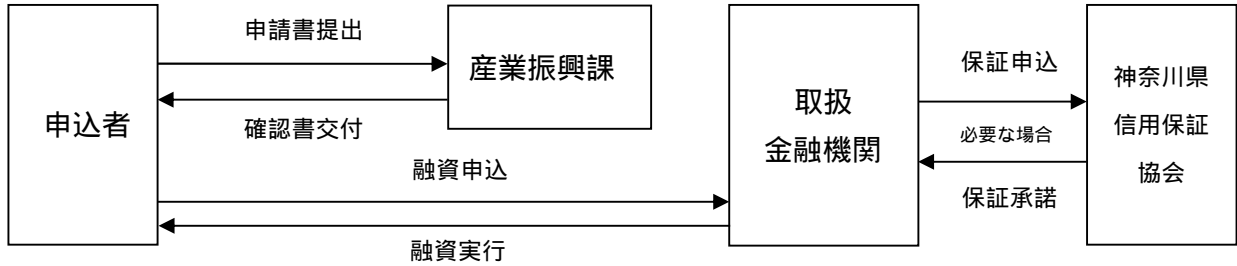 申請書提出
産業振興課
確認書交付
申込者
融資申込
融資実行
取扱
金融機関
保証申込
必要な場合
保証承諾
神奈川県
信用保証
協会